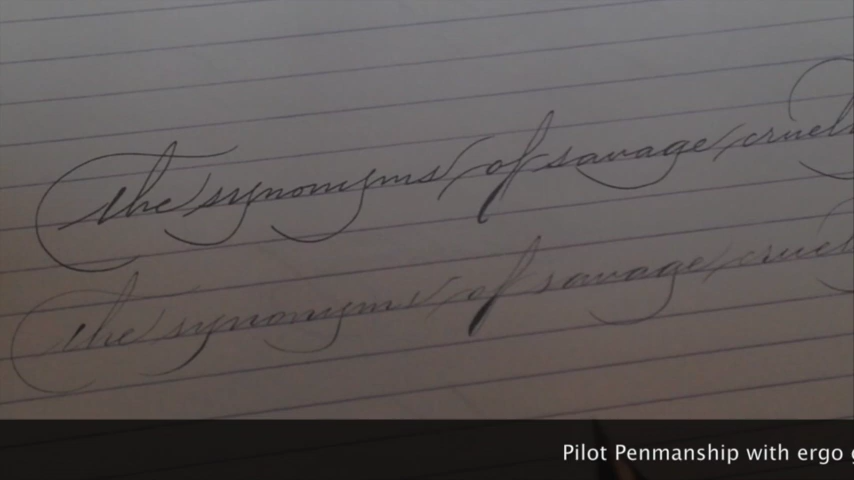 the synonyms of savage
the synonyms of savage
Pilot Penmanship with ergo